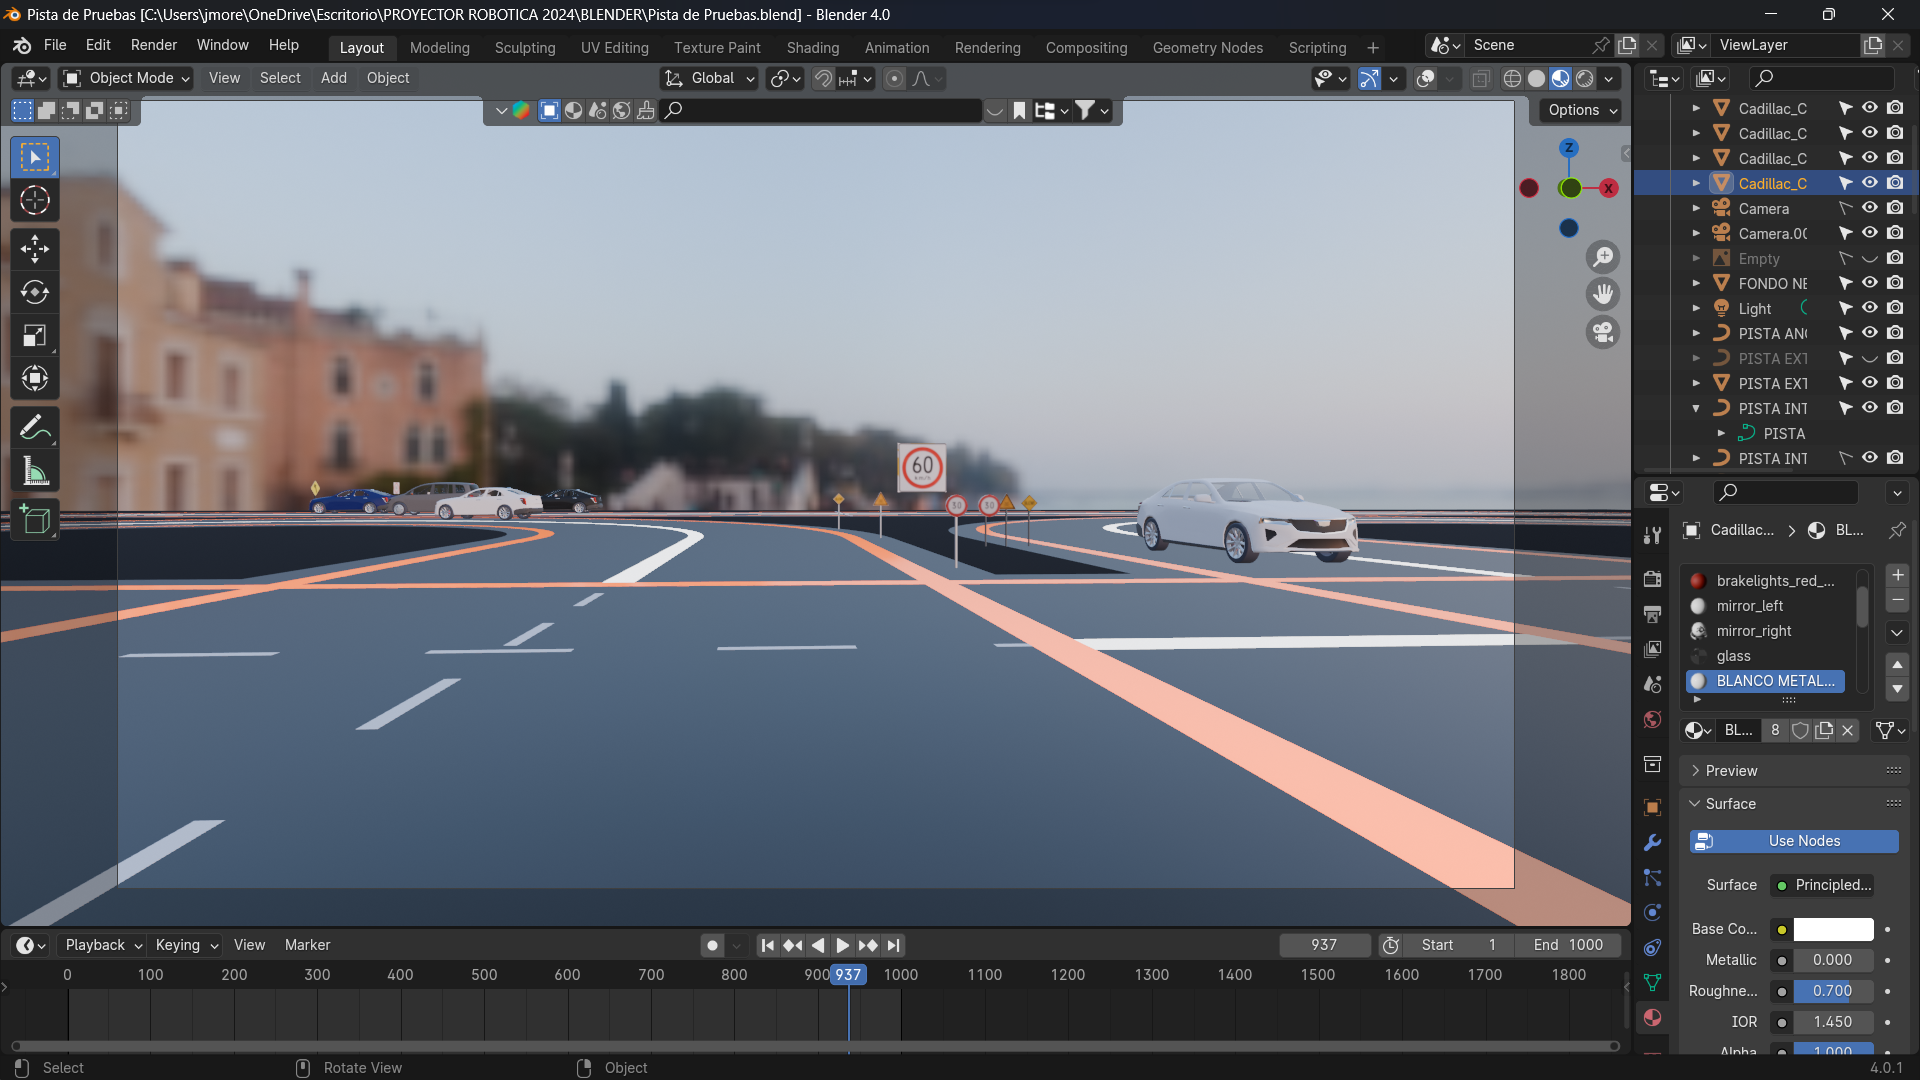 Pista de Pruebas [C:\Users\jmore\OneDrive\Escritorio\PROYECTOR ROBOTICA 2024\BLENDER\Pista de Pruebas.blend] - Blender 4.0
File Edit Render Window Help Layout Modeling Sculpting UV Editing Texture Paint Shading Animation Rendering Compositing Geometry Nodes Scripting + Scene ViewLayer
Object Mode View Select Add Object Global
Options
Z
X
60
30 30
Cadillac_C
Cadillac_C
Cadillac_C
Cadillac_C
Camera
Camera.00
Empty
FONDO NE
Light
PISTA AN
PISTA EXT
PISTA EXT
PISTA INT
PISTA
PISTA INT
Cadillac... BL...
brakelights_red_...
mirror_left
mirror_right
glass
BLANCO METAL...
BL... 8
Preview
Surface
Use Nodes
Surface Principled...
Base Co...
Metallic 0.000
Roughne... 0.700
IOR 1.450
Alpha 1.000
Playback Keying View Marker 937 Start 1 End 1000
0 100 200 300 400 500 600 700 800 900 937 1000 1100 1200 1300 1400 1500 1600 1700 1800
Select Rotate View Object 4.0.1